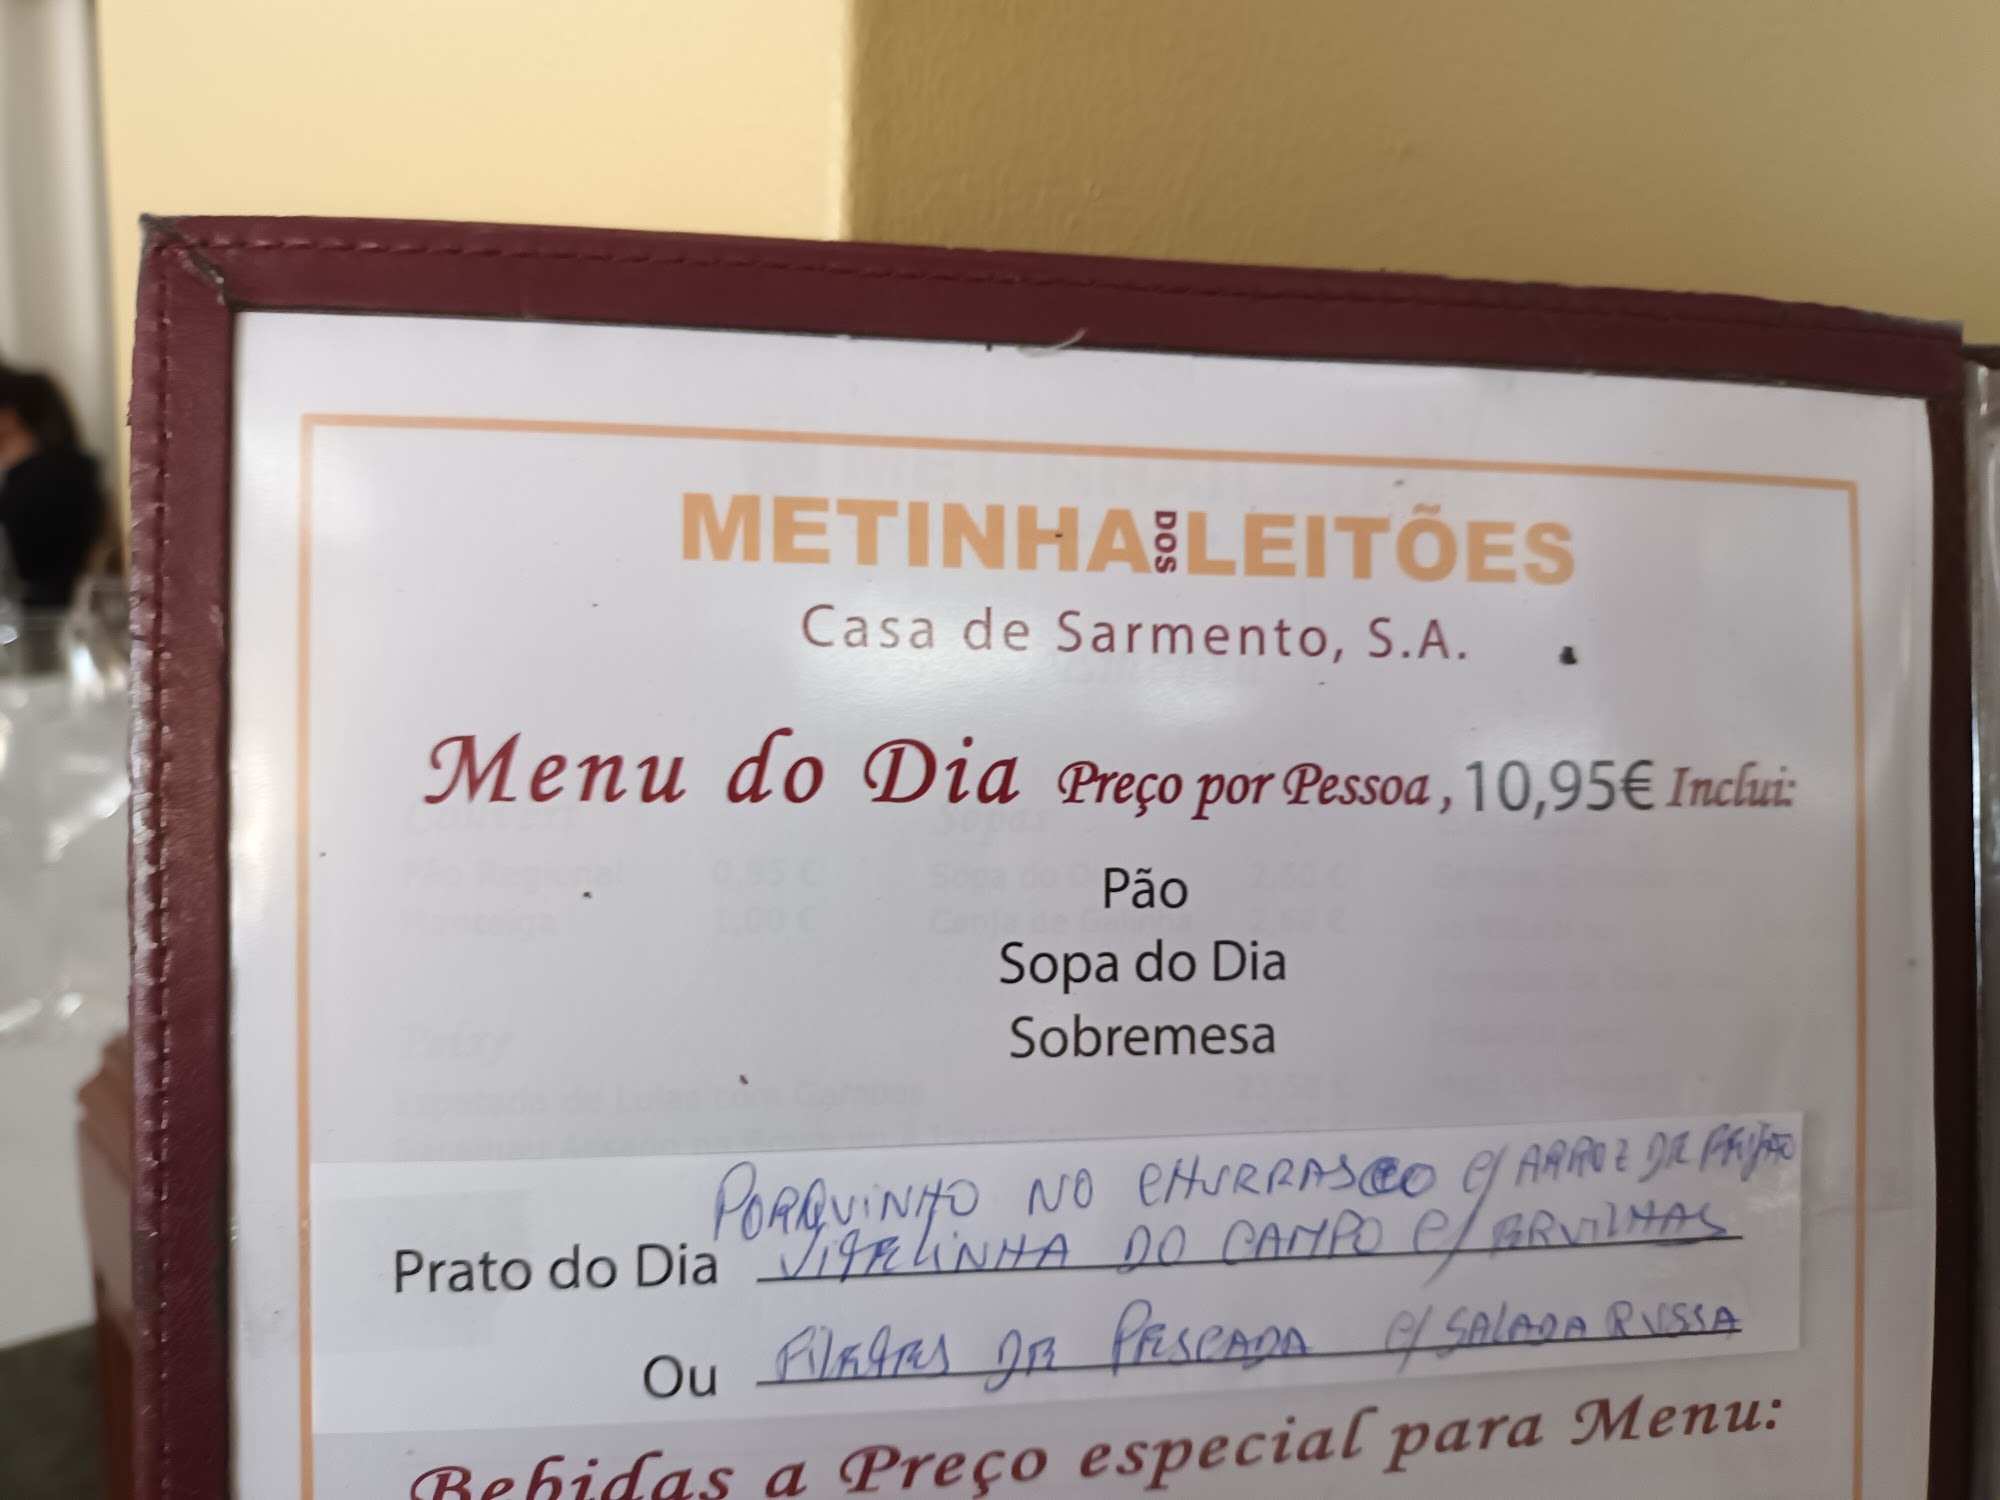 METINHA DOS LEITÕES
Casa de Sarmento, S.A.
Menu do Dia Preço por Pessoa, 10,95€ Inclui:
Pão
Sopa do Dia
Sobremesa
PORQUINHO NO CHURRASCO C/ ARROZ DE FEIJÃO
Prato do Dia VITELINHA DO CAMPO C/ ERVILHAS
Ou FILETES DE PESCADA C/ SALADA RUSSA
Bebidas a Preço especial para Menu: